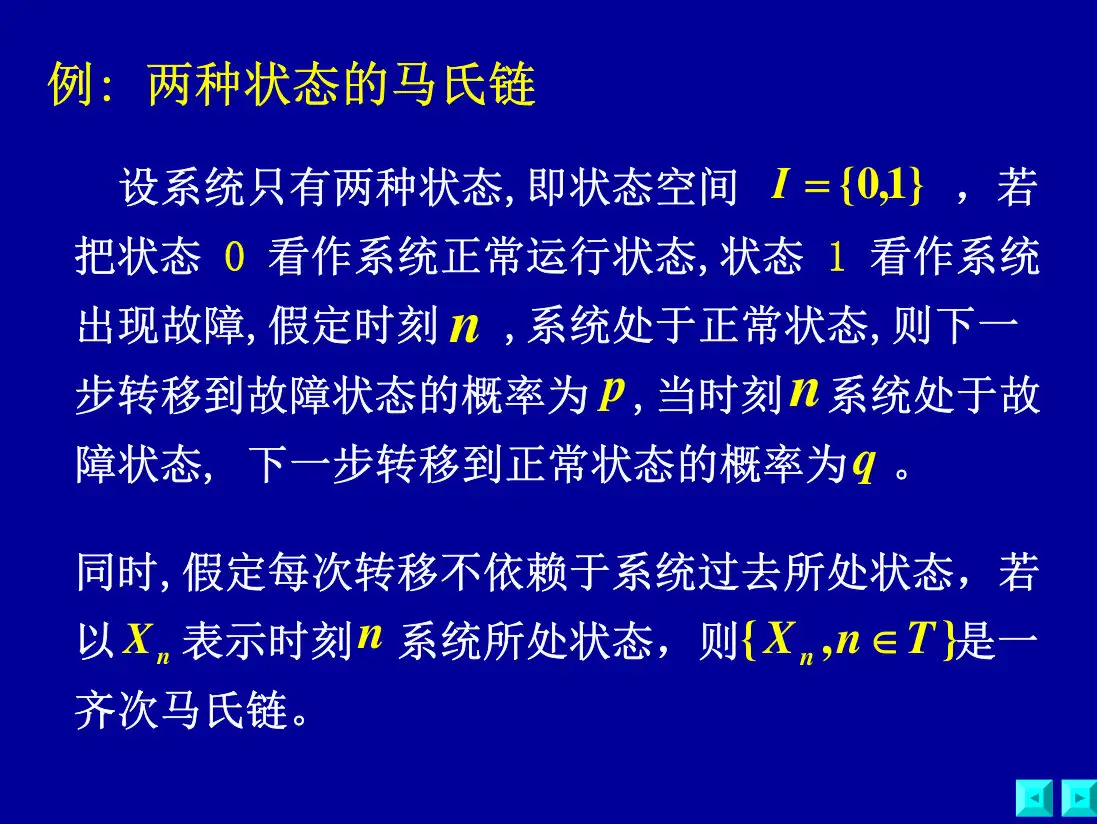 例: 两种状态的马氏链
设系统只有两种状态,即状态空间 I = {0,1} ，若
把状态 0 看作系统正常运行状态,状态 1 看作系统
出现故障,假定时刻 n ,系统处于正常状态,则下一
步转移到故障状态的概率为 p ,当时刻 n 系统处于故
障状态, 下一步转移到正常状态的概率为 q 。
同时,假定每次转移不依赖于系统过去所处状态，若
以 Xₙ 表示时刻 n 系统所处状态，则{ Xₙ , n ∈ T }是一
齐次马氏链。